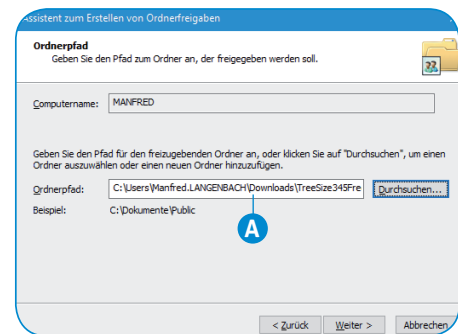 Assistent zum Erstellen von Ordnerfreigaben
Ordnerpfad
Geben Sie den Pfad zum Ordner an, der freigegeben werden soll.
Computername: MANFRED
Geben Sie den Pfad für den freizugebenden Ordner an, oder klicken Sie auf "Durchsuchen", um einen
Ordner auszuwählen oder einen neuen Ordner hinzuzufügen.
Ordnerpfad: C:\Users\Manfred.LANGENBACH\Downloads\TreeSize345Fre Durchsuchen...
Beispiel: C:\Dokumente\Public
A
< Zurück Weiter > Abbrechen